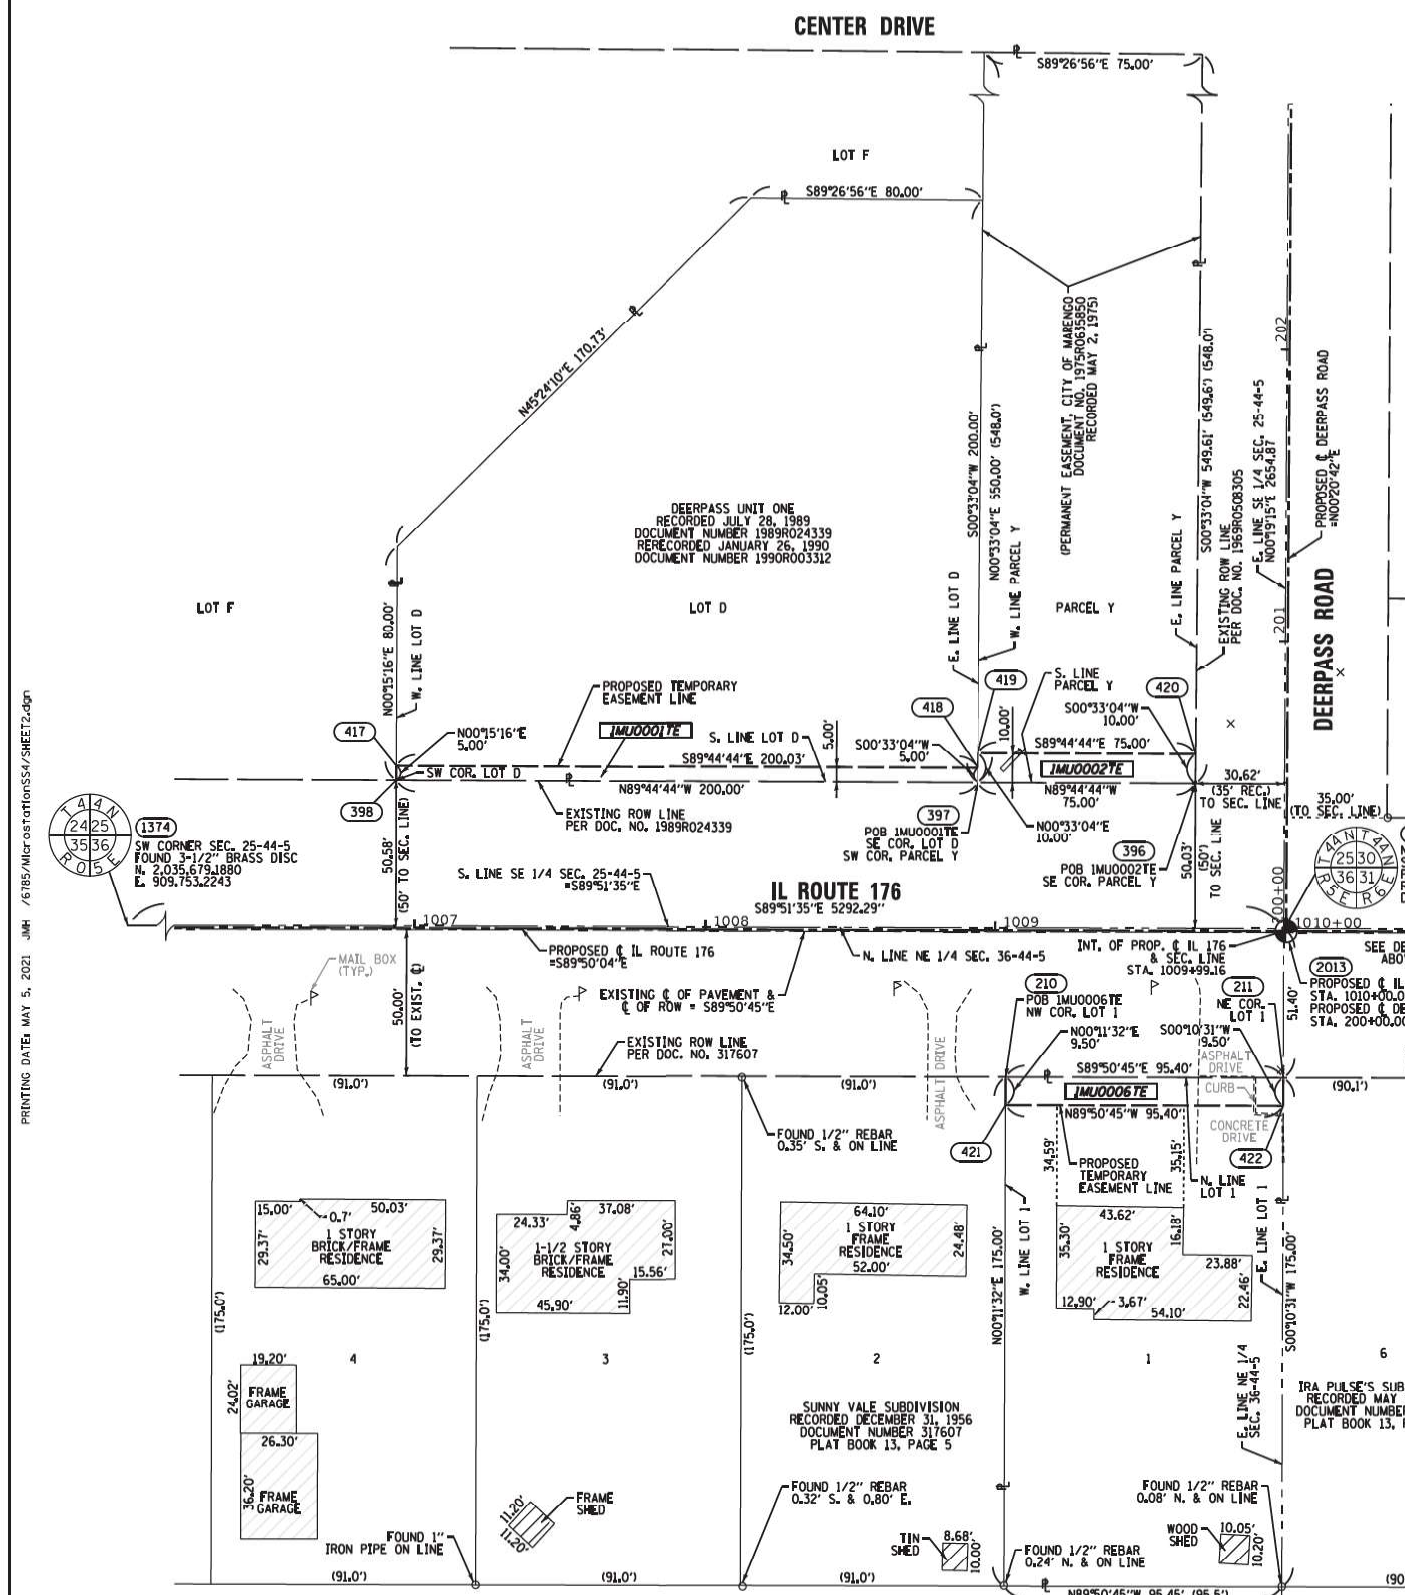 CENTER DRIVE
S89°26'56"E 75.00'
LOT F
S89°26'56"E 80.00'
N45°24'10"E 170.73'
(PERMANENT EASEMENT, CITY OF MARENGO
DOCUMENT NO. 1975R0635850
RECORDED MAY 2, 1975)
S00°33'04"W 200.00'
N00°33'04"E 550.00' (548.0')
W. LINE PARCEL Y
E. LINE LOT D
S00°33'04"W 549.61' (549.6') (548.0')
E. LINE PARCEL Y
EXISTING ROW LINE
PER DOC. NO. 1969R0508305
E. LINE SE 1/4 SEC. 25-44-5
N00°19'15"E 2654.87
202
201
PROPOSED ℄ DEERPASS ROAD
=N00°20'42"E
DEERPASS ROAD
DEERPASS UNIT ONE
RECORDED JULY 28, 1989
DOCUMENT NUMBER 1989R024339
RERECORDED JANUARY 26, 1990
DOCUMENT NUMBER 1990R003312
LOT F
LOT D
PARCEL Y
N00°15'16"E 80.00'
W. LINE LOT D
PROPOSED TEMPORARY
EASEMENT LINE
417
N00°15'16"E
5.00'
1MU0001TE
S. LINE LOT D
5.00'
S89°44'44"E 200.03'
SW COR. LOT D
N89°44'44"W 200.00'
398
EXISTING ROW LINE
PER DOC. NO. 1989R024339
418
419
S00°33'04"W
5.00'
10.00'
S. LINE
PARCEL Y
420
S00°33'04"W
10.00'
S89°44'44"E 75.00'
1MU0002TE
N89°44'44"W
75.00'
30.62'
(35' REC.)
TO SEC. LINE
35.00'
(TO SEC. LINE)
397
POB 1MU0001TE
SE COR. LOT D
SW COR. PARCEL Y
N00°33'04"E
10.00'
396
POB 1MU0002TE
SE COR. PARCEL Y
50.03'
(50')
TO SEC. LINE
T44N
24 25
35 36
R05E
1374
SW CORNER SEC. 25-44-5
FOUND 3-1/2" BRASS DISC
N. 2,035,679.1880
E. 909,753.2243
50.58'
(50' TO SEC. LINE)
S. LINE SE 1/4 SEC. 25-44-5
=S89°51'35"E
IL ROUTE 176
S89°51'35"E 5292.29"
T44N T44N
25 30
36 31
R5E R6E
200+00
1007
1008
1009
1010+00
PROPOSED ℄ IL ROUTE 176
=S89°50'04"E
N. LINE NE 1/4 SEC. 36-44-5
INT. OF PROP. ℄ IL 176
& SEC. LINE
STA. 1009+99.16
SEE DE
ABO
2013
PROPOSED ℄ IL
STA. 1010+00.0
PROPOSED ℄ DE
STA. 200+00.00
MAIL BOX
(TYP.)
50.00'
(TO EXIST. ℄)
EXISTING ℄ OF PAVEMENT &
℄ OF ROW = S89°50'45"E
ASPHALT
DRIVE
ASPHALT
DRIVE
ASPHALT DRIVE
EXISTING ROW LINE
PER DOC. NO. 317607
210
POB 1MU0006TE
NW COR. LOT 1
N00°11'32"E
9.50'
211
NE COR.
LOT 1
S00°10'31"W
9.50'
51.40'
ASPHALT
DRIVE
CURB
CONCRETE
DRIVE
S89°50'45"E 95.40'
1MU0006TE
N89°50'45"W 95.40'
(91.0')
(91.0')
(91.0')
(90.1')
FOUND 1/2" REBAR
0.35' S. & ON LINE
421
422
34.59'
35.15'
PROPOSED
TEMPORARY
EASEMENT LINE
N. LINE
LOT 1
15.00'
50.03'
0.7'
29.37'
1 STORY
BRICK/FRAME
RESIDENCE
29.37'
65.00'
24.33'
4.86'
37.08'
34.00'
1-1/2 STORY
BRICK/FRAME
RESIDENCE
27.00'
15.56'
11.90'
45.90'
64.10'
34.50'
1 STORY
FRAME
RESIDENCE
24.48'
52.00'
10.05'
12.00'
43.62'
35.30'
1 STORY
FRAME
RESIDENCE
16.18'
23.88'
22.46'
12.90'
3.67'
54.10'
N00°11'32"E 175.00'
W. LINE LOT 1
E. LINE LOT 1
S00°10'31"W 175.00'
(175.0')
(175.0')
(175.0')
4
3
2
1
6
19.20'
24.02'
FRAME
GARAGE
26.30'
36.20'
FRAME
GARAGE
11.20'
11.20'
FRAME
SHED
SUNNY VALE SUBDIVISION
RECORDED DECEMBER 31, 1956
DOCUMENT NUMBER 317607
PLAT BOOK 13, PAGE 5
E. LINE NE 1/4
SEC. 36-44-5
IRA PULSE'S SUB
RECORDED MAY
DOCUMENT NUMBER
PLAT BOOK 13,
FOUND 1/2" REBAR
0.32' S. & 0.80' E.
FOUND 1/2" REBAR
0.08' N. & ON LINE
FOUND 1"
IRON PIPE ON LINE
TIN
SHED
8.68'
10.00'
WOOD
SHED
10.05'
10.20'
FOUND 1/2" REBAR
0.24' N. & ON LINE
(91.0')
(91.0')
(91.0')
N89°50'45"W 95.45' (95.5')
(90
PRINTING DATE: MAY 5, 2021 JMH /6785/MicrostationSS4/SHEET2.dgn